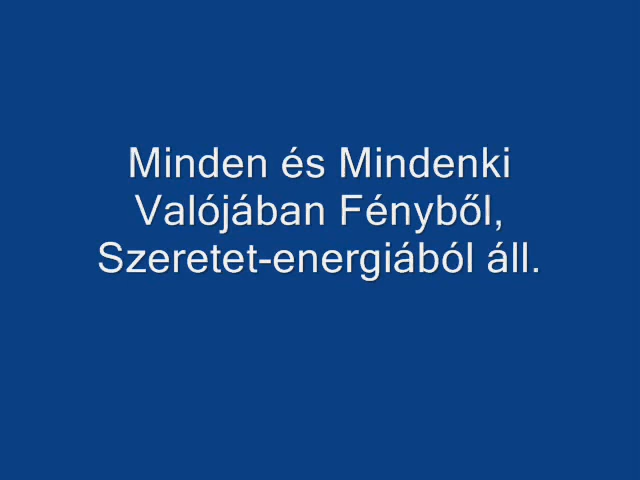 Minden és Mindenki
Valójában Fényből,
Szeretet-energiából áll.